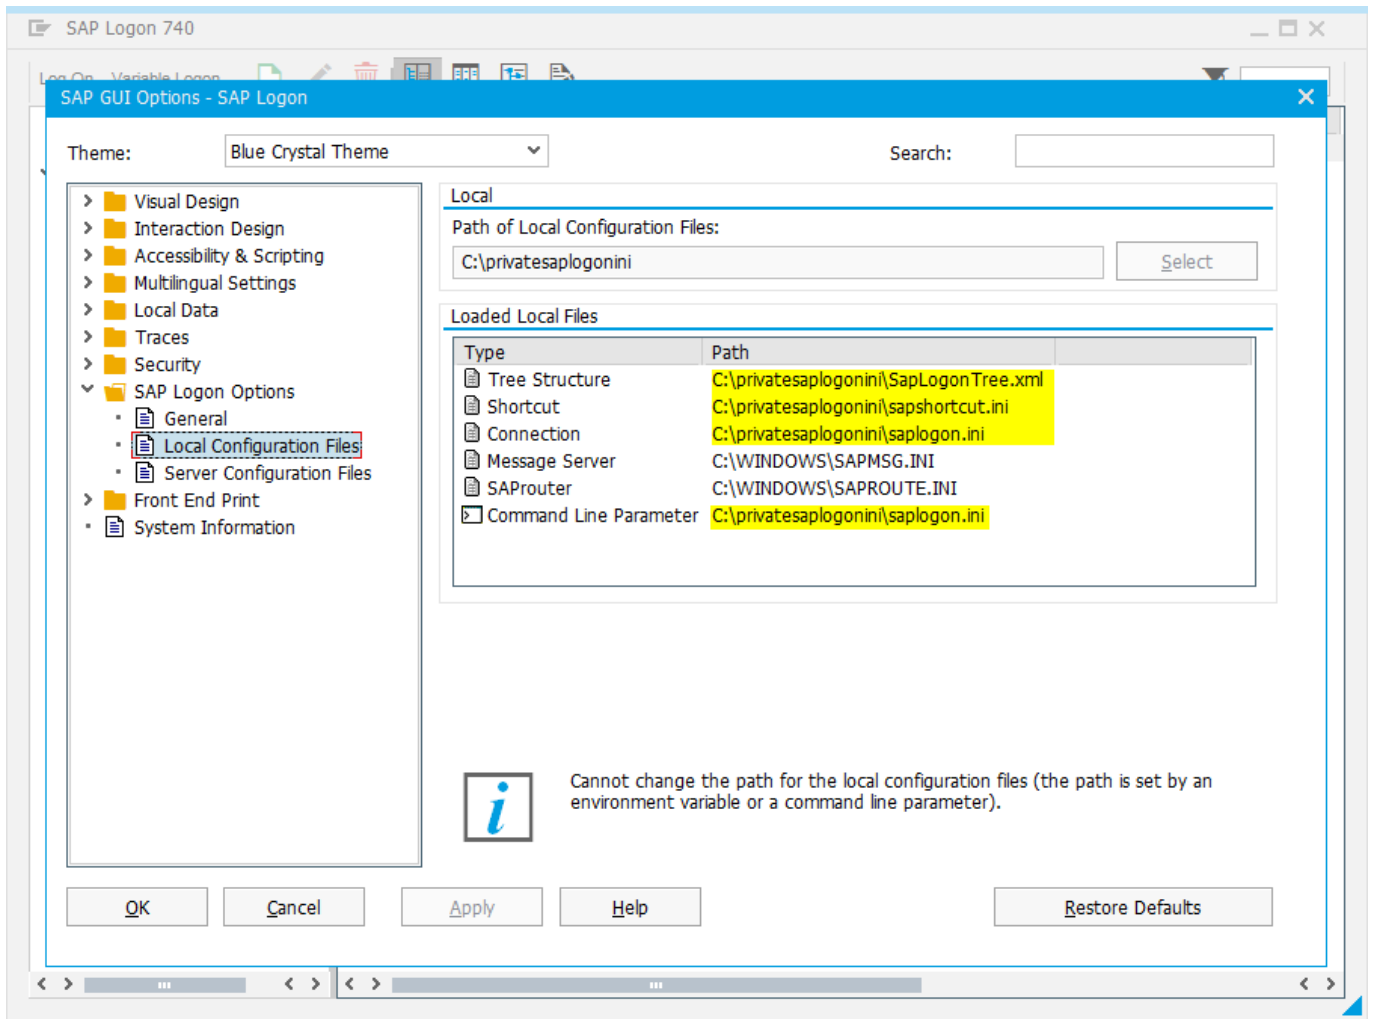 SAP Logon 740
Log On Variable Logon
SAP GUI Options - SAP Logon
Theme: Blue Crystal Theme Search:
Visual Design
Interaction Design
Accessibility & Scripting
Multilingual Settings
Local Data
Traces
Security
SAP Logon Options
General
Local Configuration Files
Server Configuration Files
Front End Print
System Information
Local
Path of Local Configuration Files:
C:\privatesaplogonini Select
Loaded Local Files
Type Path
Tree Structure C:\privatesaplogonini\SapLogonTree.xml
Shortcut C:\privatesaplogonini\sapshortcut.ini
Connection C:\privatesaplogonini\saplogon.ini
Message Server C:\WINDOWS\SAPMSG.INI
SAProuter C:\WINDOWS\SAPROUTE.INI
Command Line Parameter C:\privatesaplogonini\saplogon.ini
Cannot change the path for the local configuration files (the path is set by an
environment variable or a command line parameter).
OK Cancel Apply Help Restore Defaults